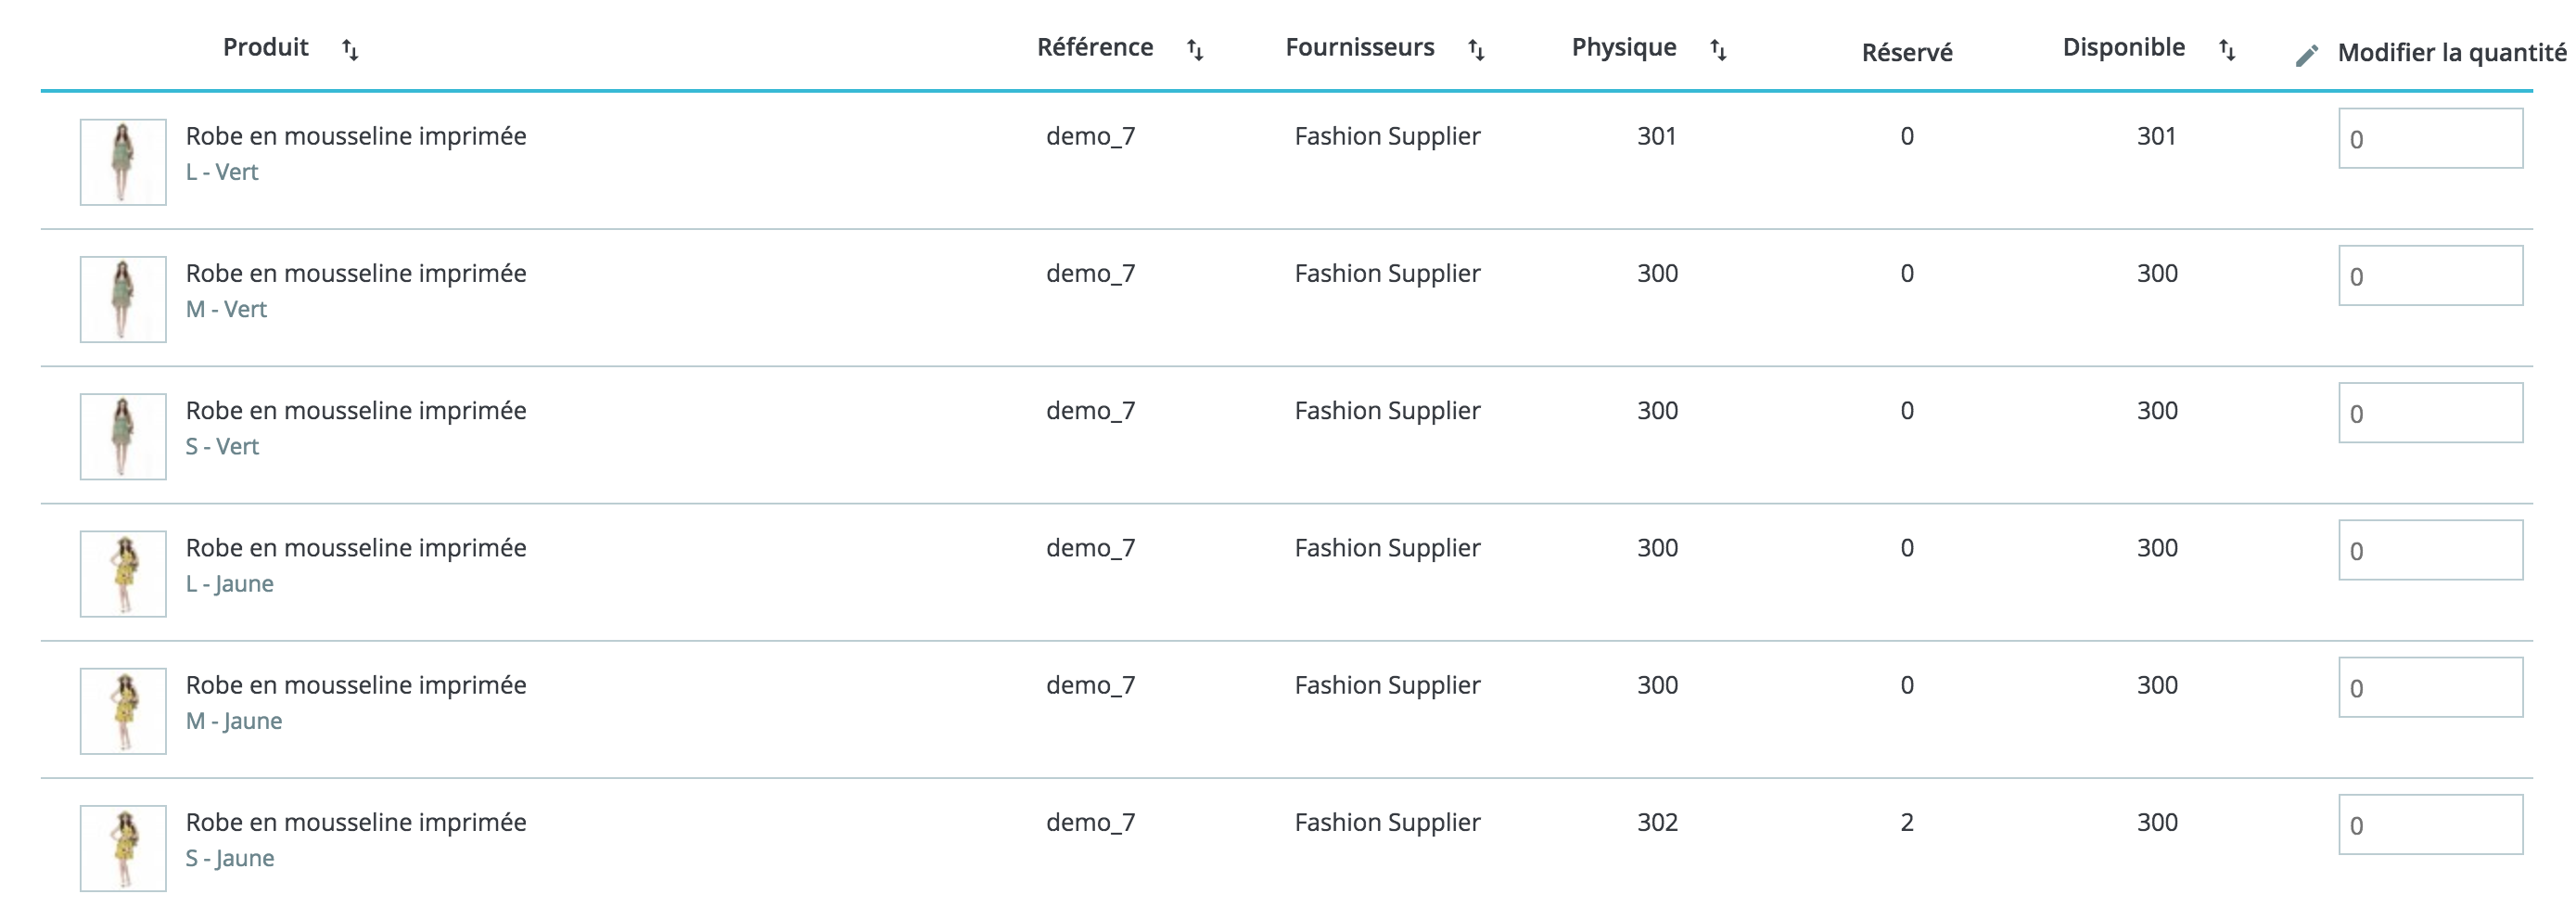 Produit Référence Fournisseurs Physique Réservé Disponible Modifier la quantité
Robe en mousseline imprimée demo_7 Fashion Supplier 301 0 301 0
L - Vert
Robe en mousseline imprimée demo_7 Fashion Supplier 300 0 300 0
M - Vert
Robe en mousseline imprimée demo_7 Fashion Supplier 300 0 300 0
S - Vert
Robe en mousseline imprimée demo_7 Fashion Supplier 300 0 300 0
L - Jaune
Robe en mousseline imprimée demo_7 Fashion Supplier 300 0 300 0
M - Jaune
Robe en mousseline imprimée demo_7 Fashion Supplier 302 2 300 0
S - Jaune